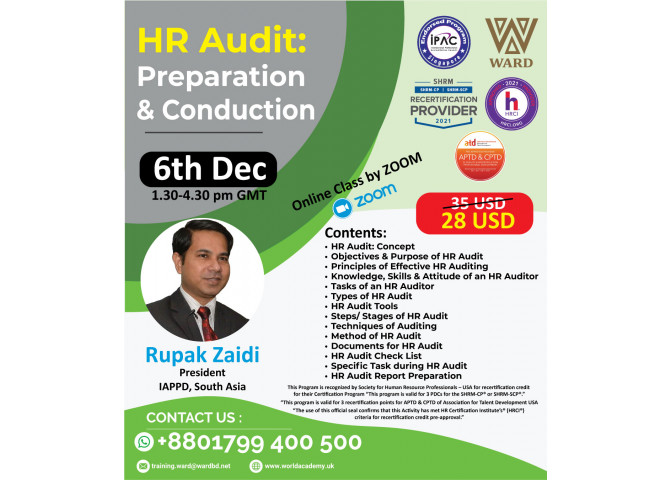 HR Audit:
Preparation
& Conduction
6th Dec
1.30-4.30 pm GMT
Endorsed Program
IPAC
Singapore
WARD
SHRM
SHRM-CP | SHRM-SCP
RECERTIFICATION
PROVIDER
2021
2021
h
HRCI
HRCI.ORG
atd
APTD & CPTD
Online Class by ZOOM
zoom
35 USD
28 USD
Contents:
• HR Audit: Concept
• Objectives & Purpose of HR Audit
• Principles of Effective HR Auditing
• Knowledge, Skills & Attitude of an HR Auditor
• Tasks of an HR Auditor
• Types of HR Audit
• HR Audit Tools
• Steps/ Stages of HR Audit
• Techniques of Auditing
• Method of HR Audit
• Documents for HR Audit
• HR Audit Check List
• Specific Task during HR Audit
• HR Audit Report Preparation
Rupak Zaidi
President
IAPPD, South Asia
This Program is recognized by Society for Human Resource Professionals – USA for recertification credit
for their Certification Program "This program is valid for 3 PDCs for the SHRM-CP® or SHRM-SCP®."
"This program is valid for 3 recertification points for APTD & CPTD of Association for Talent Development USA
"The use of this official seal confirms that this Activity has met HR Certification Institute's® (HRCI®)
criteria for recertification credit pre-approval."
CONTACT US :
+8801799 400 500
training.ward@wardbd.net
www.worldacademy.uk